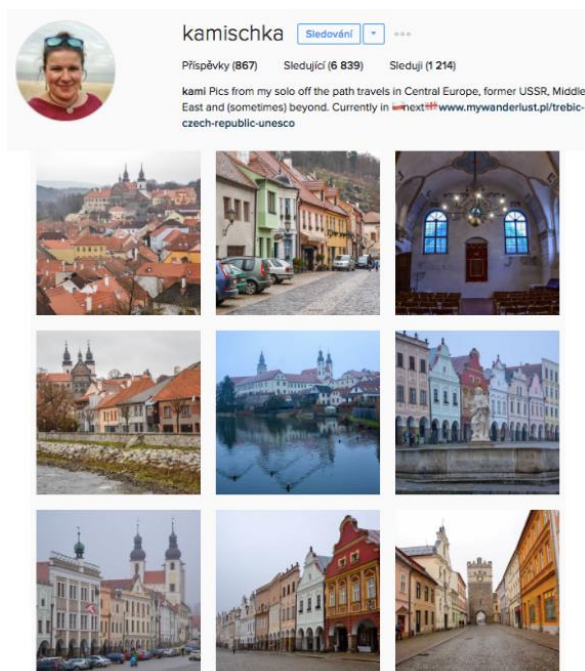 kamischka Sledování
Příspěvky (867) Sledující (6 839) Sleduji (1 214)
kami Pics from my solo off the path travels in Central Europe, former USSR, Middle
East and (sometimes) beyond. Currently in next www.mywanderlust.pl/trebic-
czech-republic-unesco